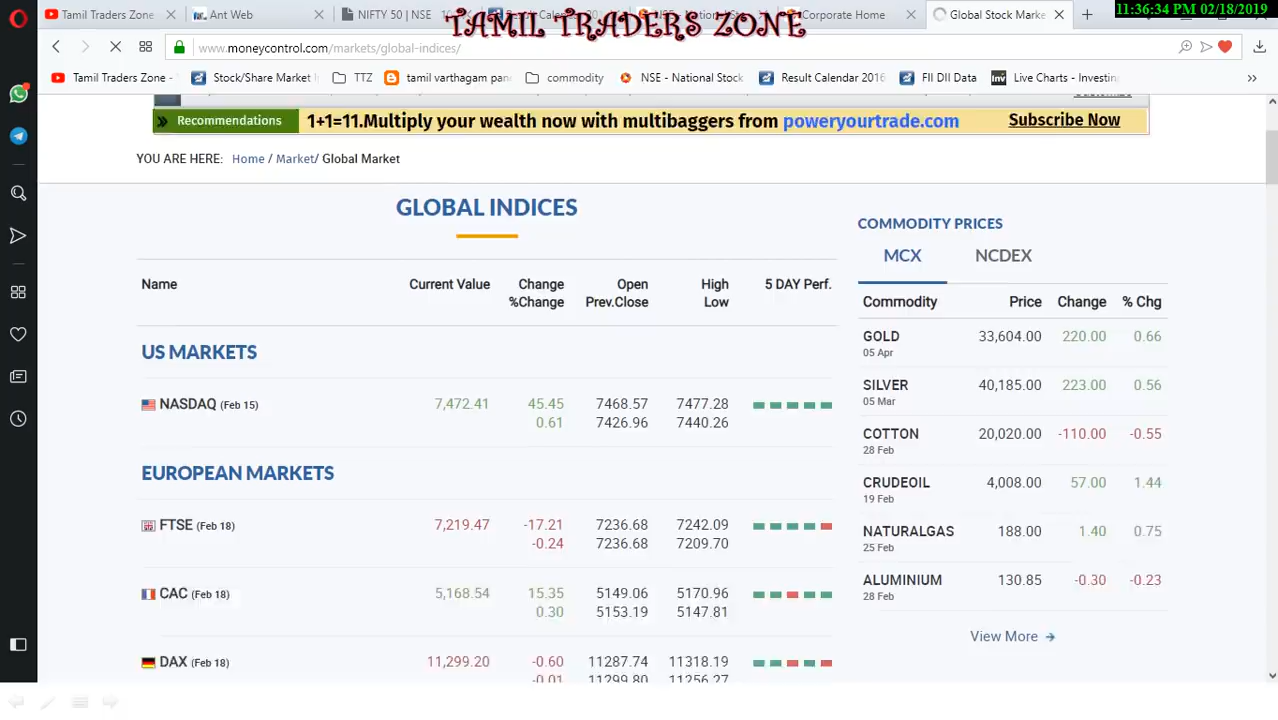 11:36:34 PM 02/18/2019
TAMIL TRADERS ZONE
Tamil Traders Zone
Ant Web
NIFTY 50 | NSE
Corporate Home
Global Stock Marke
www.moneycontrol.com/markets/global-indices/
Tamil Traders Zone -
Stock/Share Market
TTZ
tamil varthagam pan
commodity
NSE - National Stock
Result Calendar 2016
FII DII Data
Live Charts - Investin
Recommendations
1+1=11.Multiply your wealth now with multibaggers from poweryourtrade.com
Subscribe Now
YOU ARE HERE: Home / Market/ Global Market
GLOBAL INDICES
Name Current Value Change Open High 5 DAY Perf.
%Change Prev.Close Low
US MARKETS
NASDAQ (Feb 15) 7,472.41 45.45 7468.57 7477.28
0.61 7426.96 7440.26
EUROPEAN MARKETS
FTSE (Feb 18) 7,219.47 -17.21 7236.68 7242.09
-0.24 7236.68 7209.70
CAC (Feb 18) 5,168.54 15.35 5149.06 5170.96
0.30 5153.19 5147.81
DAX (Feb 18) 11,299.20 -0.60 11287.74 11318.19
-0.01 11299.80 11256.27
COMMODITY PRICES
MCX NCDEX
Commodity Price Change % Chg
GOLD 33,604.00 220.00 0.66
05 Apr
SILVER 40,185.00 223.00 0.56
05 Mar
COTTON 20,020.00 -110.00 -0.55
28 Feb
CRUDEOIL 4,008.00 57.00 1.44
19 Feb
NATURALGAS 188.00 1.40 0.75
25 Feb
ALUMINIUM 130.85 -0.30 -0.23
28 Feb
View More